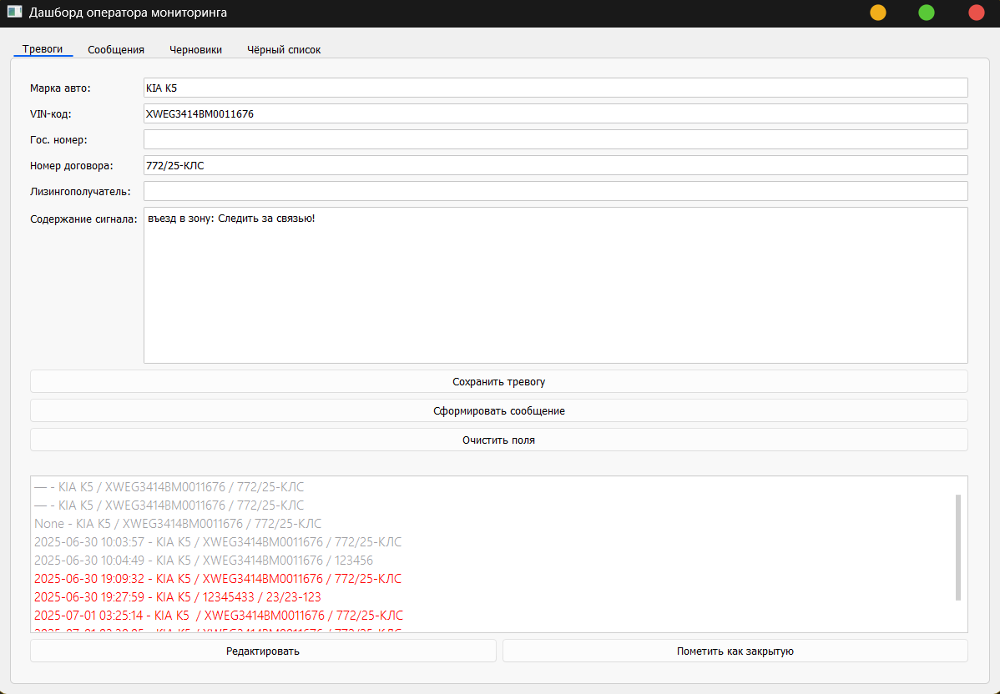 Дашборд оператора мониторинга
Тревоги Сообщения Черновики Чёрный список
Марка авто: KIA K5
VIN-код: XWEG3414BM0011676
Гос. номер:
Номер договора: 772/25-КЛС
Лизингополучатель:
Содержание сигнала: въезд в зону: Следить за связью!
Сохранить тревогу
Сформировать сообщение
Очистить поля
— - KIA K5 / XWEG3414BM0011676 / 772/25-КЛС
— - KIA K5 / XWEG3414BM0011676 / 772/25-КЛС
None - KIA K5 / XWEG3414BM0011676 / 772/25-КЛС
2025-06-30 10:03:57 - KIA K5 / XWEG3414BM0011676 / 772/25-КЛС
2025-06-30 10:04:49 - KIA K5 / XWEG3414BM0011676 / 123456
2025-06-30 19:09:32 - KIA K5 / XWEG3414BM0011676 / 772/25-КЛС
2025-06-30 19:27:59 - KIA K5 / 12345433 / 23/23-123
2025-07-01 03:25:14 - KIA K5  / XWEG3414BM0011676 / 772/25-КЛС
Редактировать Пометить как закрытую